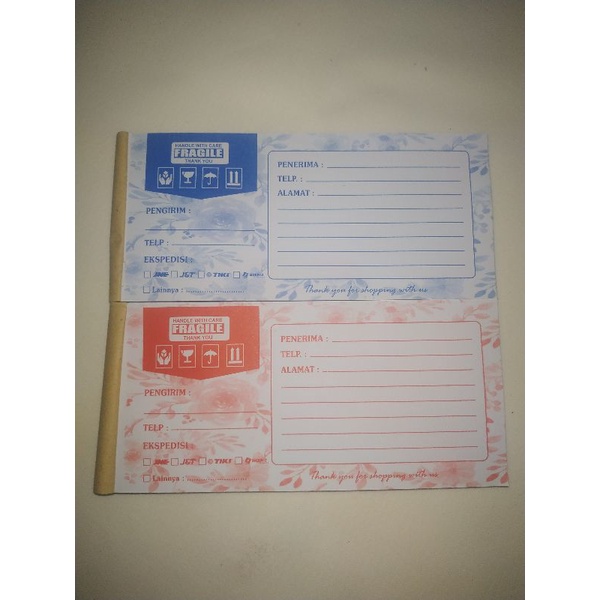 HANDLE WITH CARE
FRAGILE
THANK YOU
PENGIRIM :
TELP :
EKSPEDISI :
JNE J&T TIKI
Lainnya : ........................
PENERIMA :
TELP. :
ALAMAT :
Thank you for shopping with us
HANDLE WITH CARE
FRAGILE
THANK YOU
PENGIRIM :
TELP :
EKSPEDISI :
JNE J&T TIKI
Lainnya : ........................
PENERIMA :
TELP. :
ALAMAT :
Thank you for shopping with us